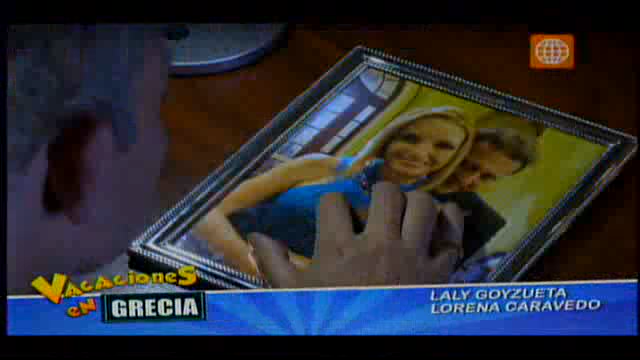 VACACIONES
EN GRECIA
LALY GOYZUETA
LORENA CARAVEDO